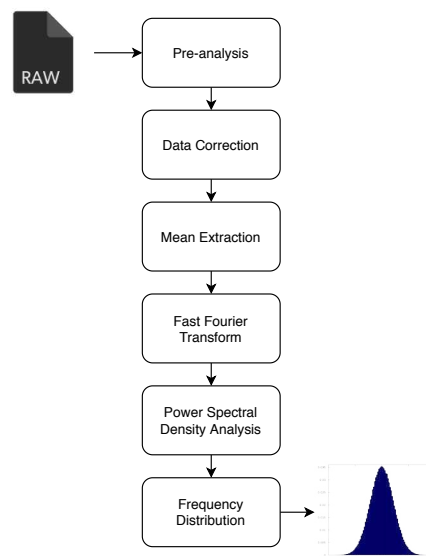 RAW
Pre-analysis
Data Correction
Mean Extraction
Fast Fourier
Transform
Power Spectral
Density Analysis
Frequency
Distribution